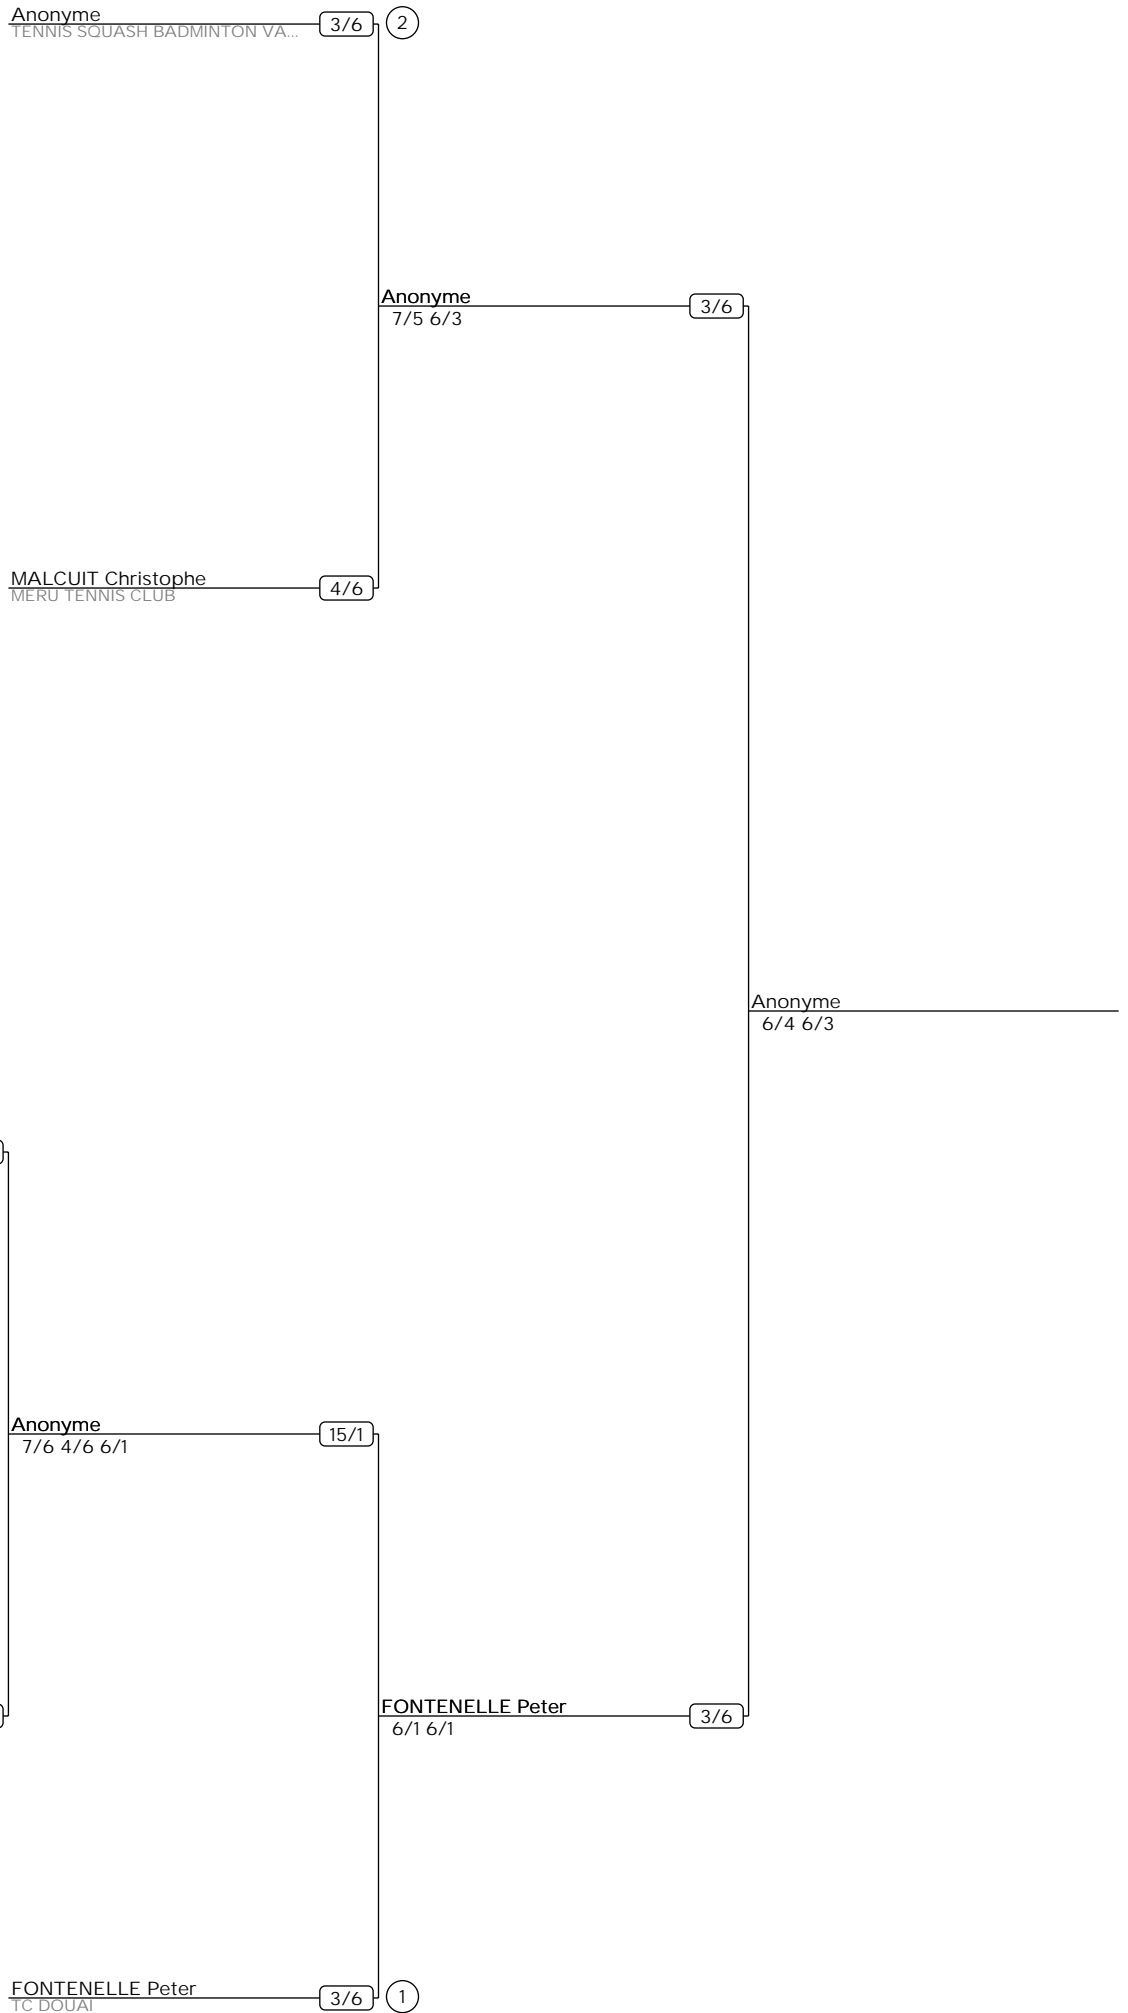 Anonyme
TENNIS SQUASH BADMINTON VA...
3/6
2
Anonyme
7/5 6/3
3/6
MALCUIT Christophe
MERU TENNIS CLUB
4/6
Anonyme
6/4 6/3
Anonyme
7/6 4/6 6/1
15/1
FONTENELLE Peter
6/1 6/1
3/6
FONTENELLE Peter
TC DOUAI
3/6
1